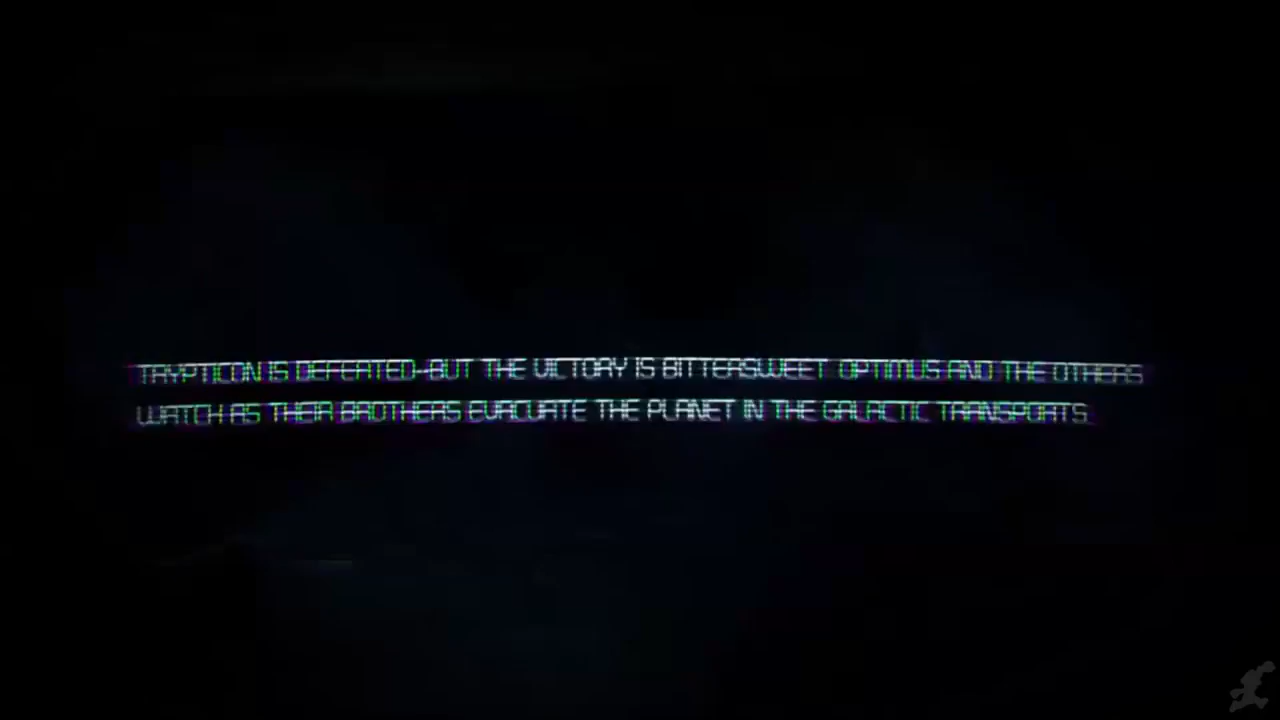 TRYPTICON IS DEFEATED--BUT THE VICTORY IS BITTERSWEET OPTIMUS AND THE OTHERS
WATCH AS THEIR BROTHERS EVACUATE THE PLANET IN THE GALACTIC TRANSPORTS.